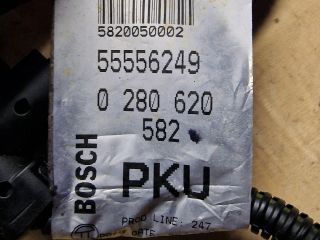 5820050002
55556249
0 280 620
582
BOSCH
PKU
PROD LINE: 247